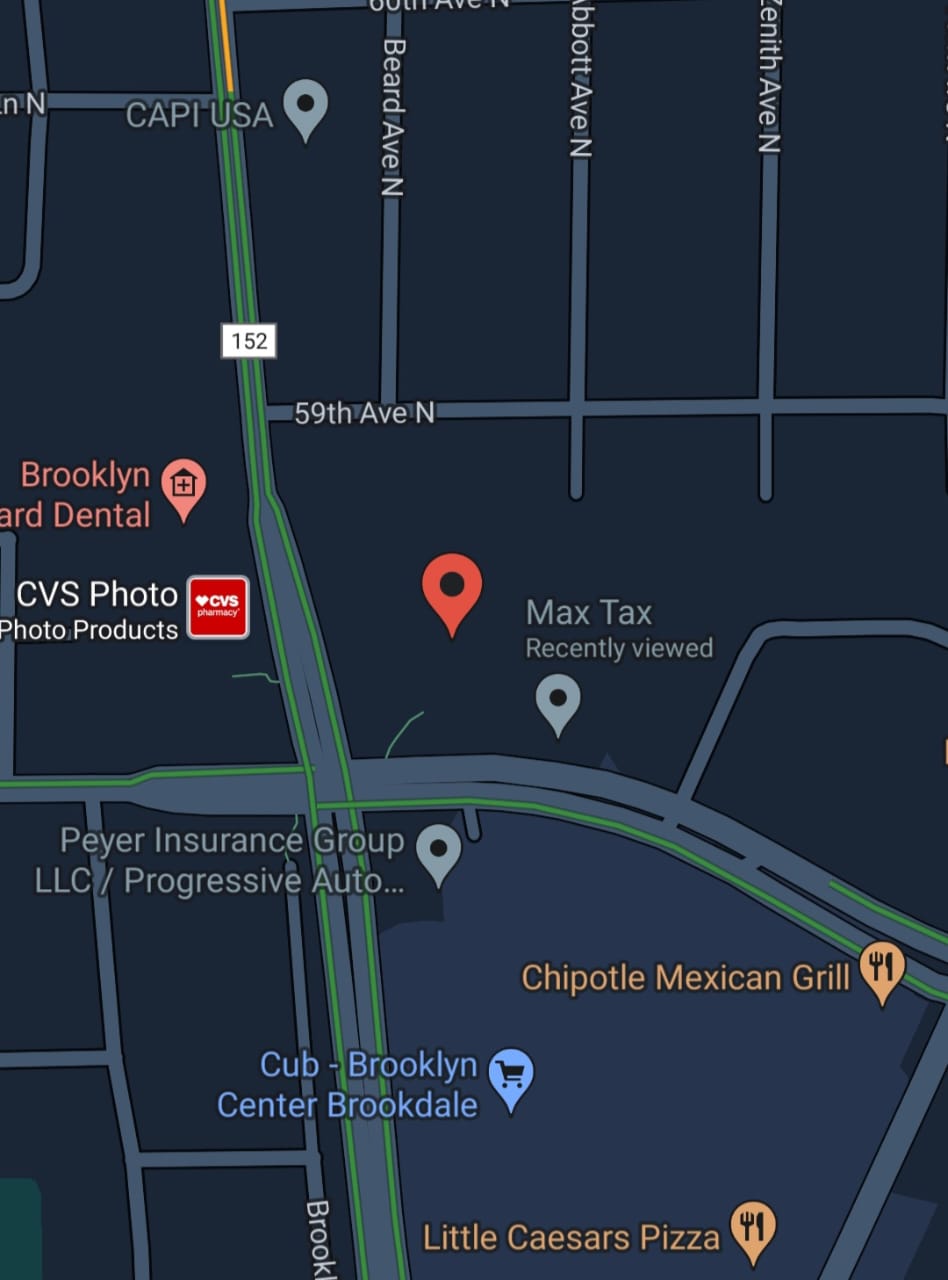 60th Ave N
Beard Ave N
Abbott Ave N
Zenith Ave N
Ln N
CAPI USA
152
59th Ave N
Brooklyn
ard Dental
CVS Photo
Photo Products
CVS
pharmacy
Max Tax
Recently viewed
Peyer Insurance Group
LLC / Progressive Auto...
Chipotle Mexican Grill
Cub - Brooklyn
Center Brookdale
Brookl
Little Caesars Pizza